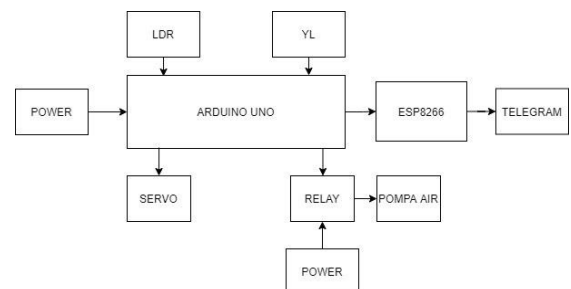 LDR
YL
POWER
ARDUINO UNO
ESP8266
TELEGRAM
SERVO
RELAY
POMPA AIR
POWER